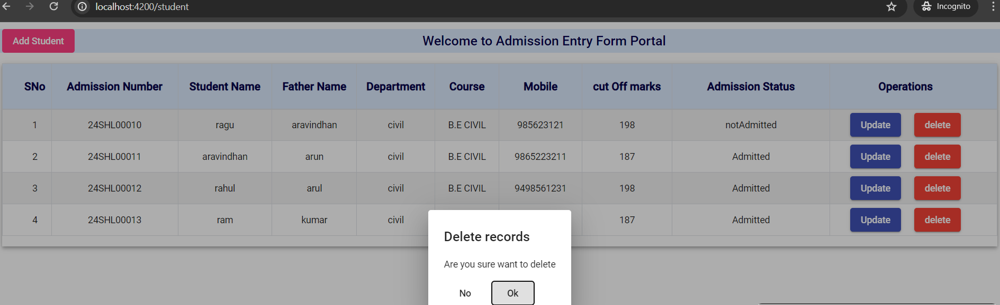 localhost:4200/student
Incognito
Add Student
Welcome to Admission Entry Form Portal
SNo Admission Number Student Name Father Name Department Course Mobile cut Off marks Admission Status Operations
1 24SHL00010 ragu aravindhan civil B.E CIVIL 985623121 198 notAdmitted Update delete
2 24SHL00011 aravindhan arun civil B.E CIVIL 9865223211 187 Admitted Update delete
3 24SHL00012 rahul arul civil B.E CIVIL 9498561231 198 Admitted Update delete
4 24SHL00013 ram kumar civil 187 Admitted Update delete
Delete records
Are you sure want to delete
No Ok